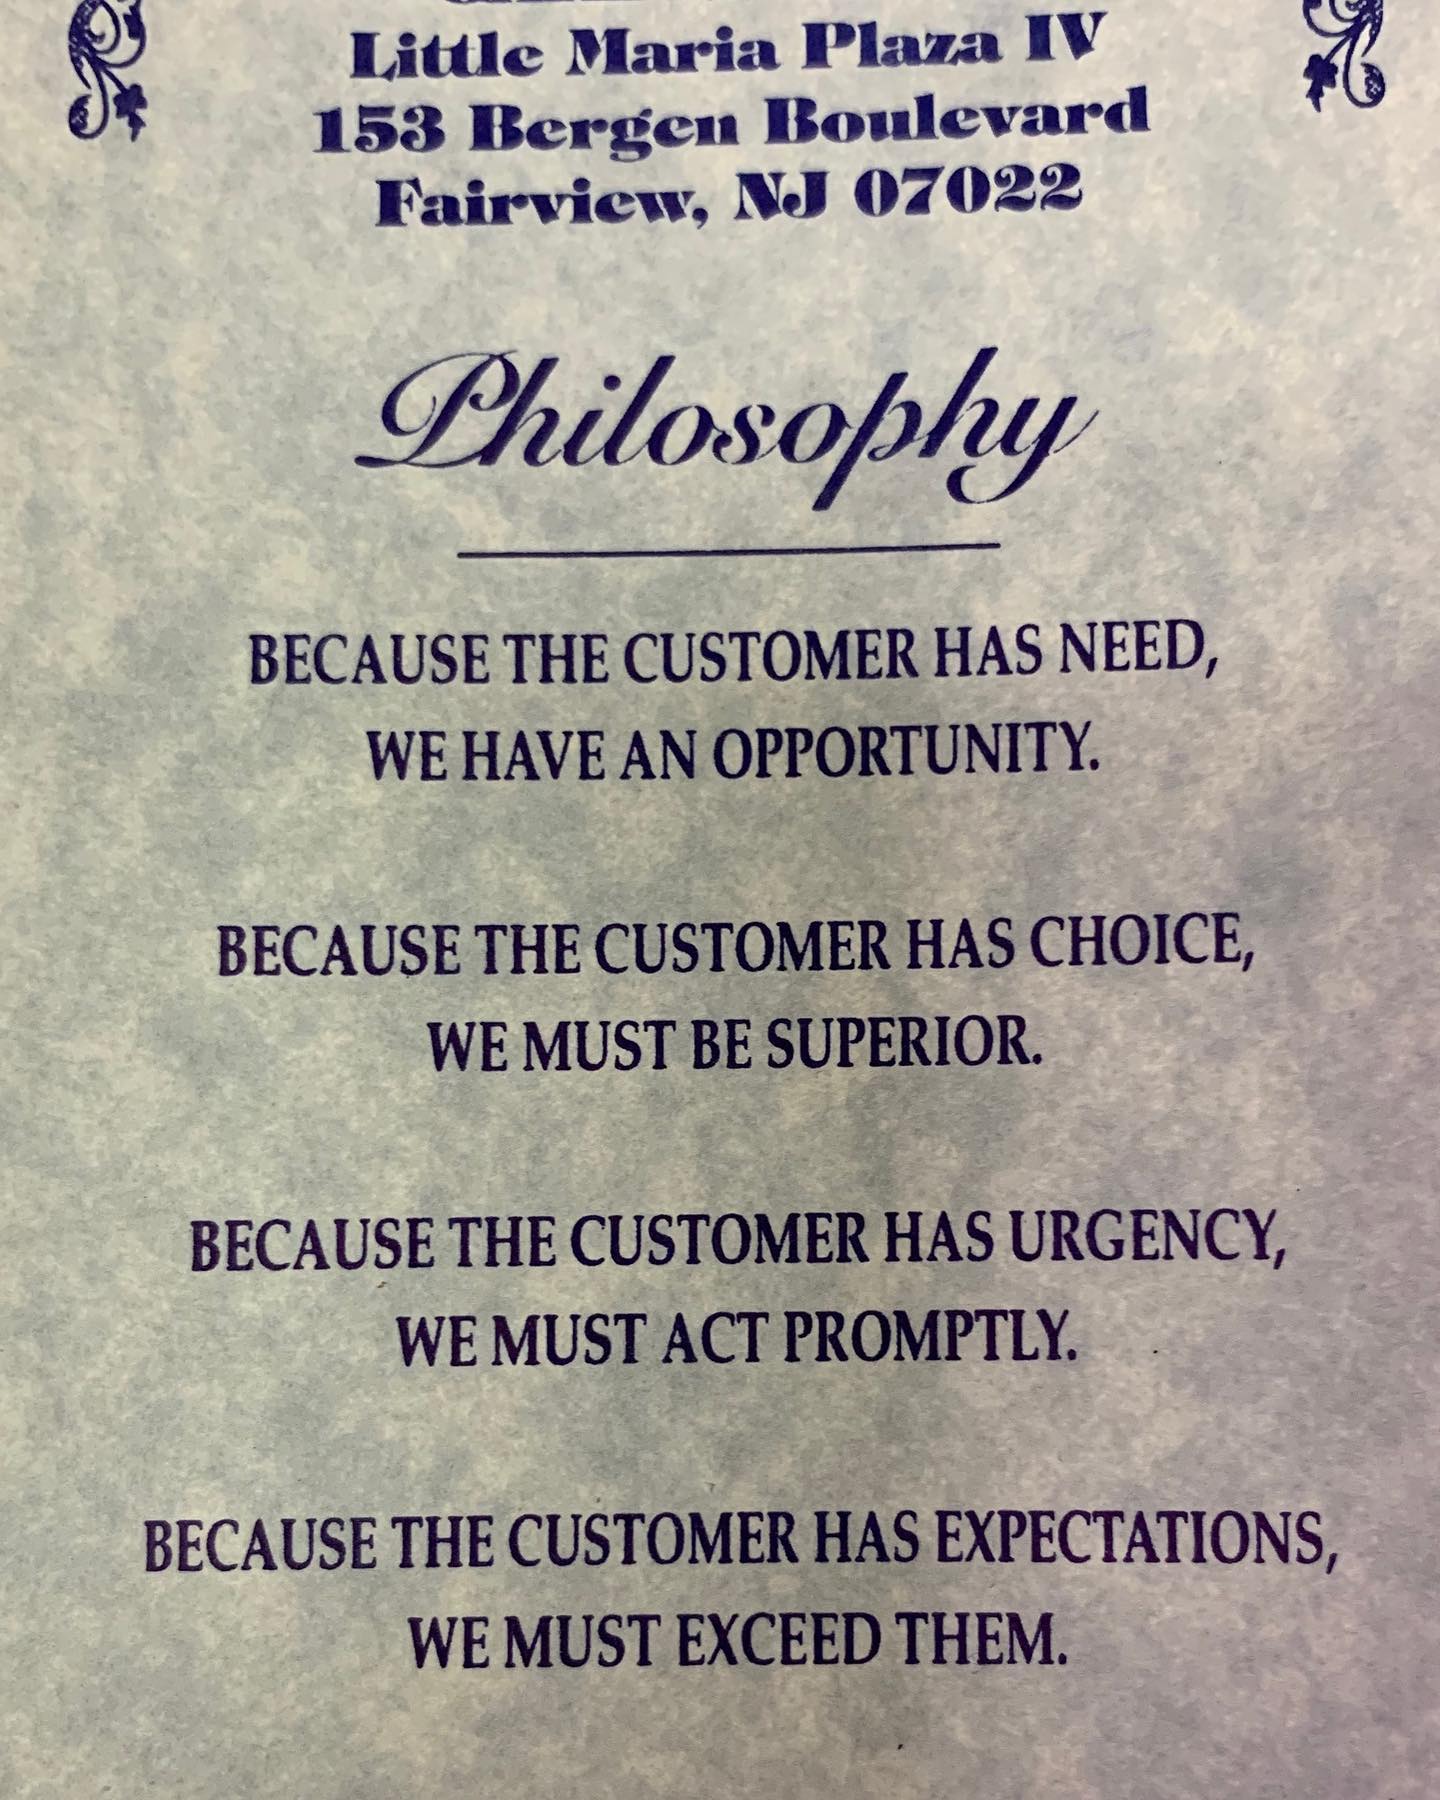 Little Maria Plaza IV
153 Bergen Boulevard
Fairview, NJ 07022
Philosophy
BECAUSE THE CUSTOMER HAS NEED,
WE HAVE AN OPPORTUNITY.
BECAUSE THE CUSTOMER HAS CHOICE,
WE MUST BE SUPERIOR.
BECAUSE THE CUSTOMER HAS URGENCY,
WE MUST ACT PROMPTLY.
BECAUSE THE CUSTOMER HAS EXPECTATIONS,
WE MUST EXCEED THEM.